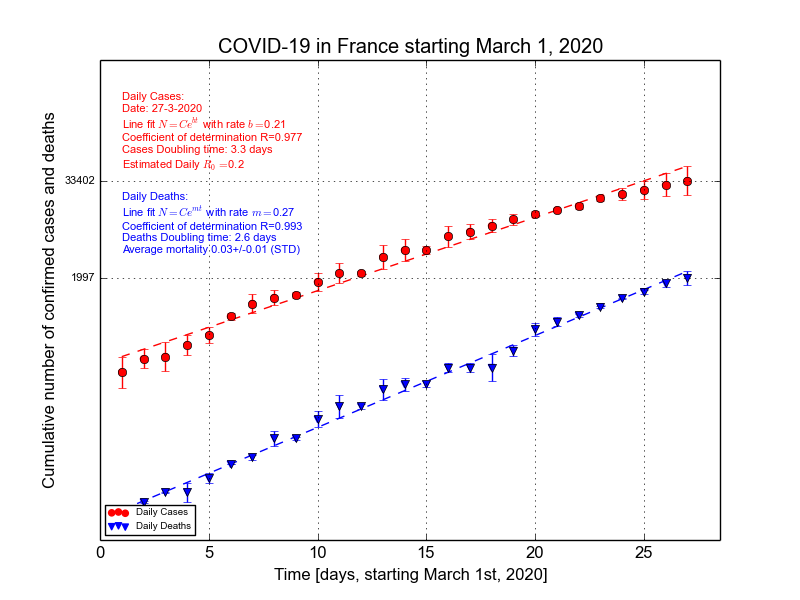 COVID-19 in France starting March 1, 2020
Daily Cases:
Date: 27-3-2020
Line fit N=Ce^{bt} with rate b=0.21
Coefficient of determination R=0.977
Cases Doubling time: 3.3 days
Estimated Daily R_0=0.2
Daily Deaths:
Line fit N=Ce^{mt} with rate m=0.27
Coefficient of determination R=0.993
Deaths Doubling time: 2.6 days
Average mortality:0.03+/-0.01 (STD)
33402
1997
Cumulative number of confirmed cases and deaths
Daily Cases
Daily Deaths
0 5 10 15 20 25
Time [days, starting March 1st, 2020]